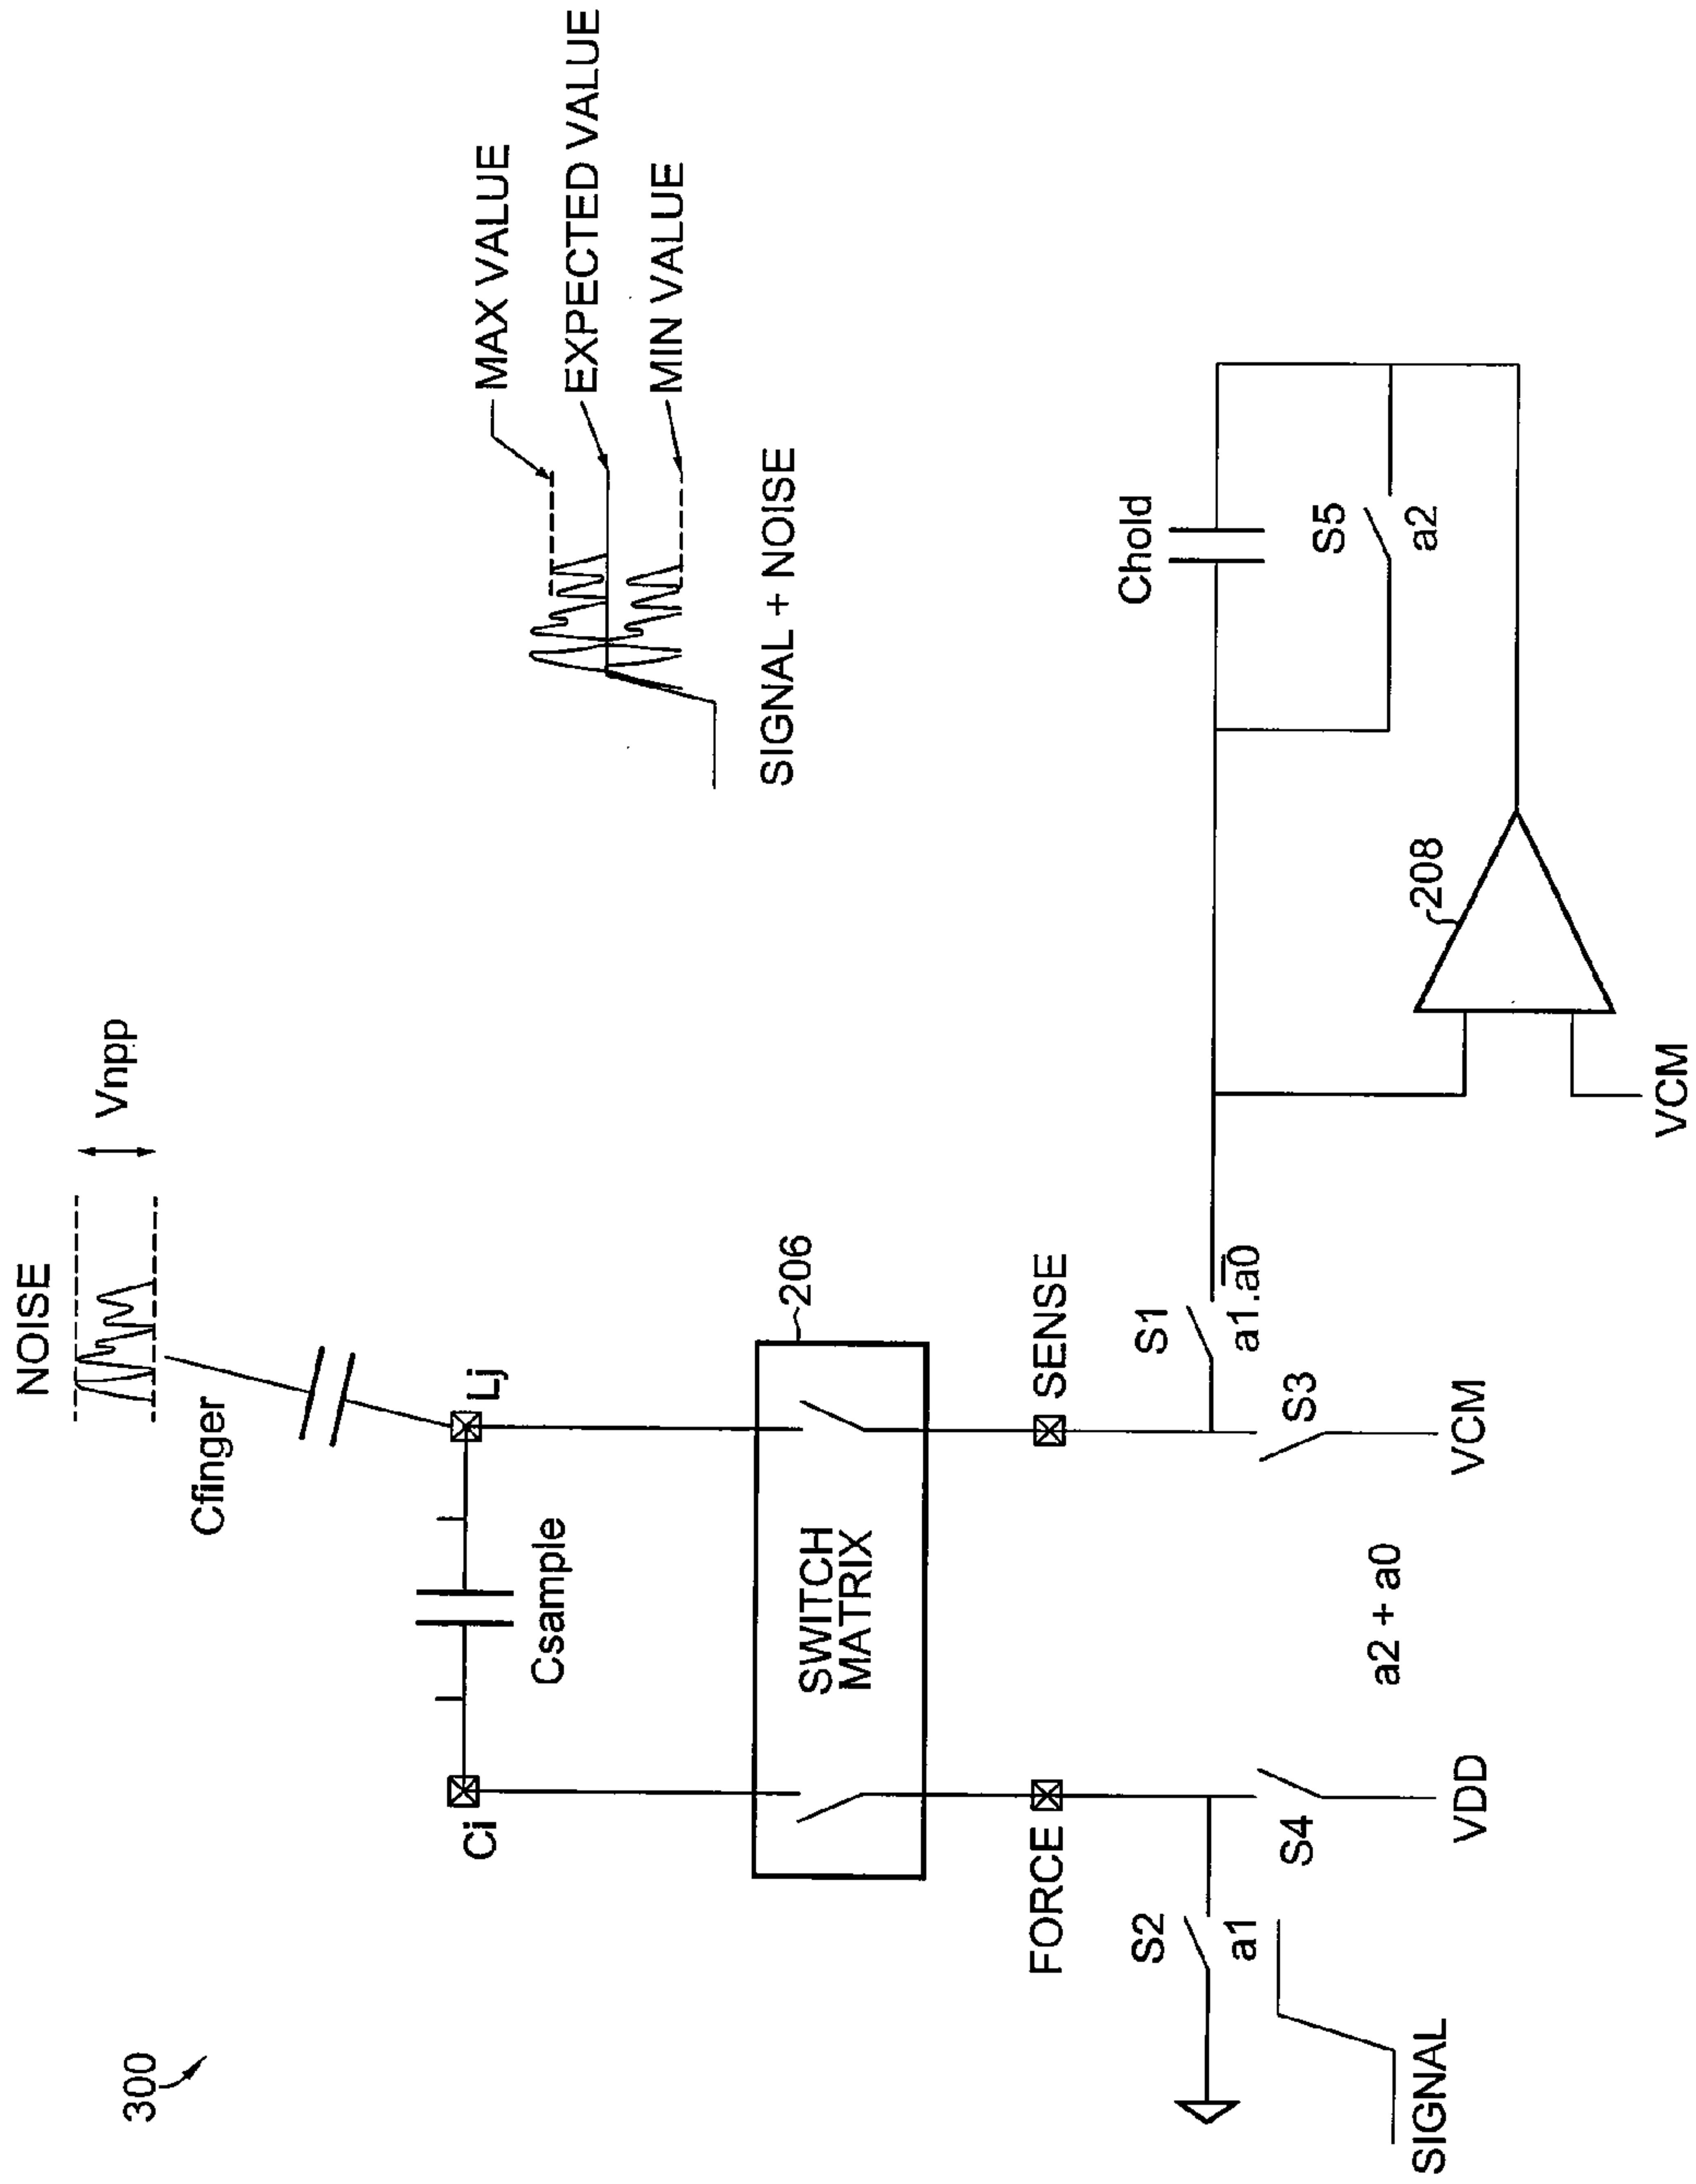 300
NOISE
Vnpp
Cfinger
Lj
Ci
Csample
MAX VALUE
EXPECTED VALUE
MIN VALUE
SIGNAL + NOISE
206
SWITCH
MATRIX
FORCE
SENSE
S2
a1
S1
a1.a̅0̅
S4
S3
VDD
VCM
a2 + a0
SIGNAL
Chold
S5
a2
208
VCM